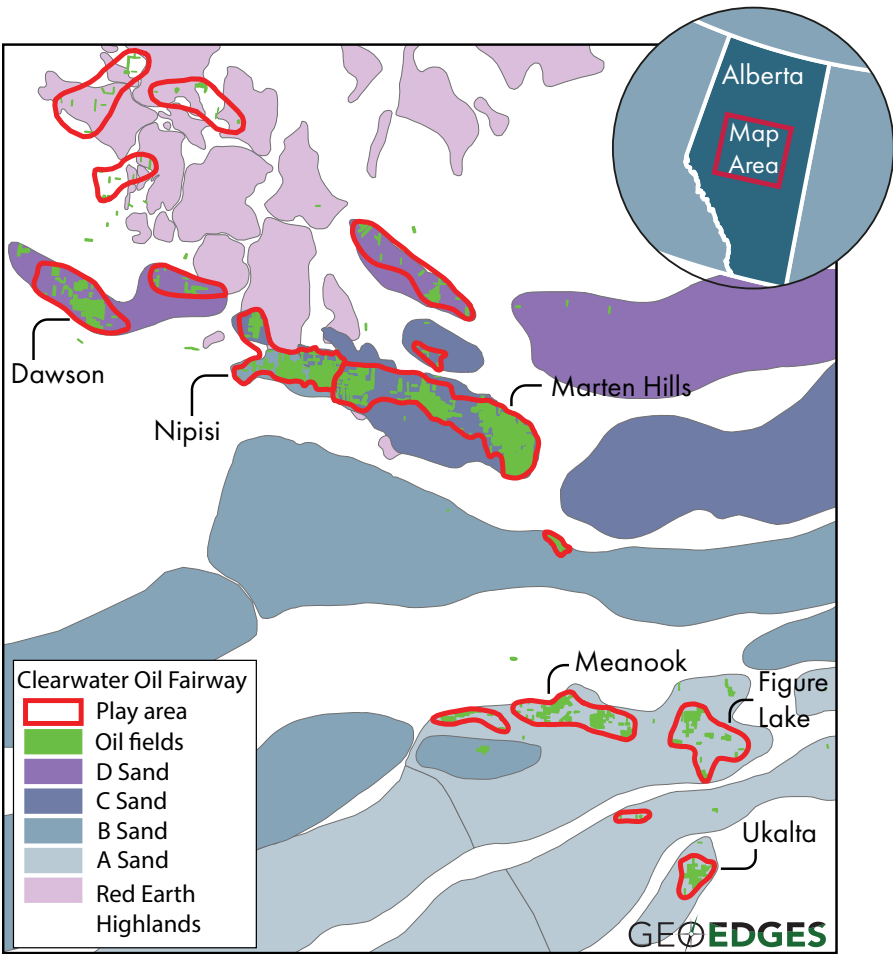 Alberta
Map
Area
Dawson
Nipisi
Marten Hills
Meanook
Figure
Lake
Ukalta
Clearwater Oil Fairway
Play area
Oil fields
D Sand
C Sand
B Sand
A Sand
Red Earth
Highlands
GEOEDGES